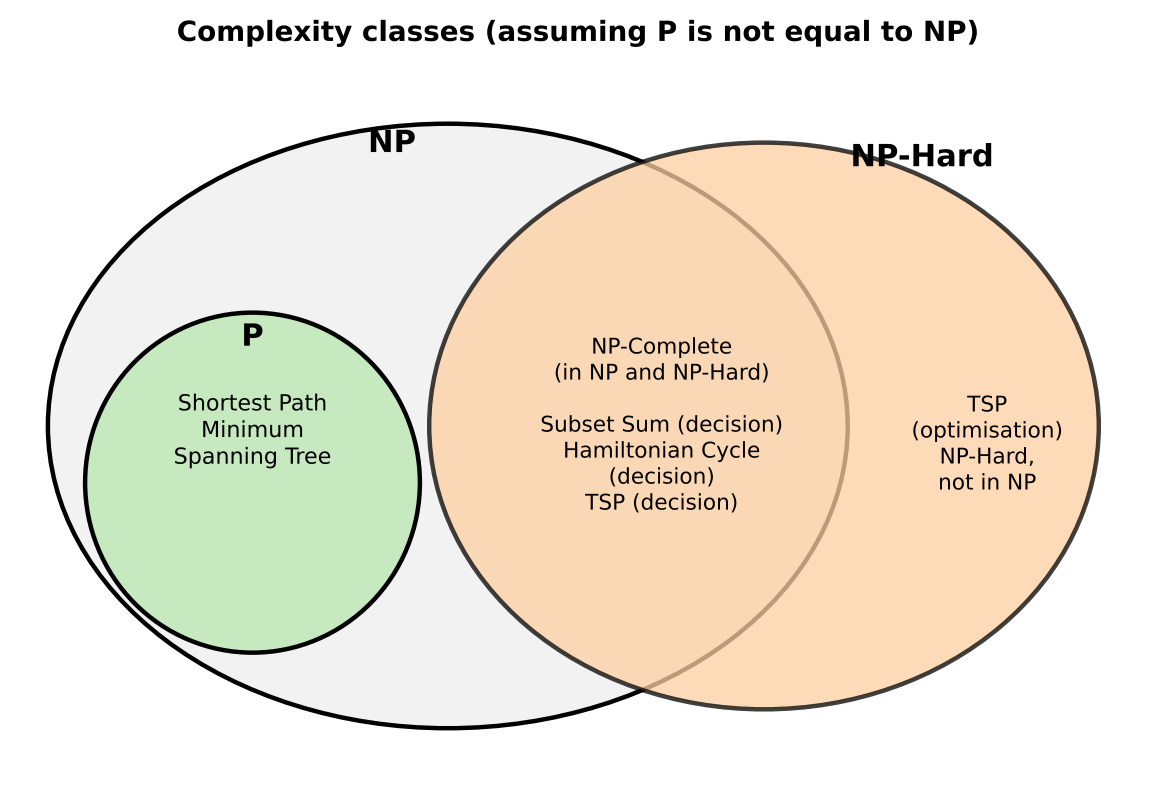 Complexity classes (assuming P is not equal to NP)
NP
NP-Hard
P
Shortest Path
Minimum
Spanning Tree
NP-Complete
(in NP and NP-Hard)
Subset Sum (decision)
Hamiltonian Cycle
(decision)
TSP (decision)
TSP
(optimisation)
NP-Hard,
not in NP